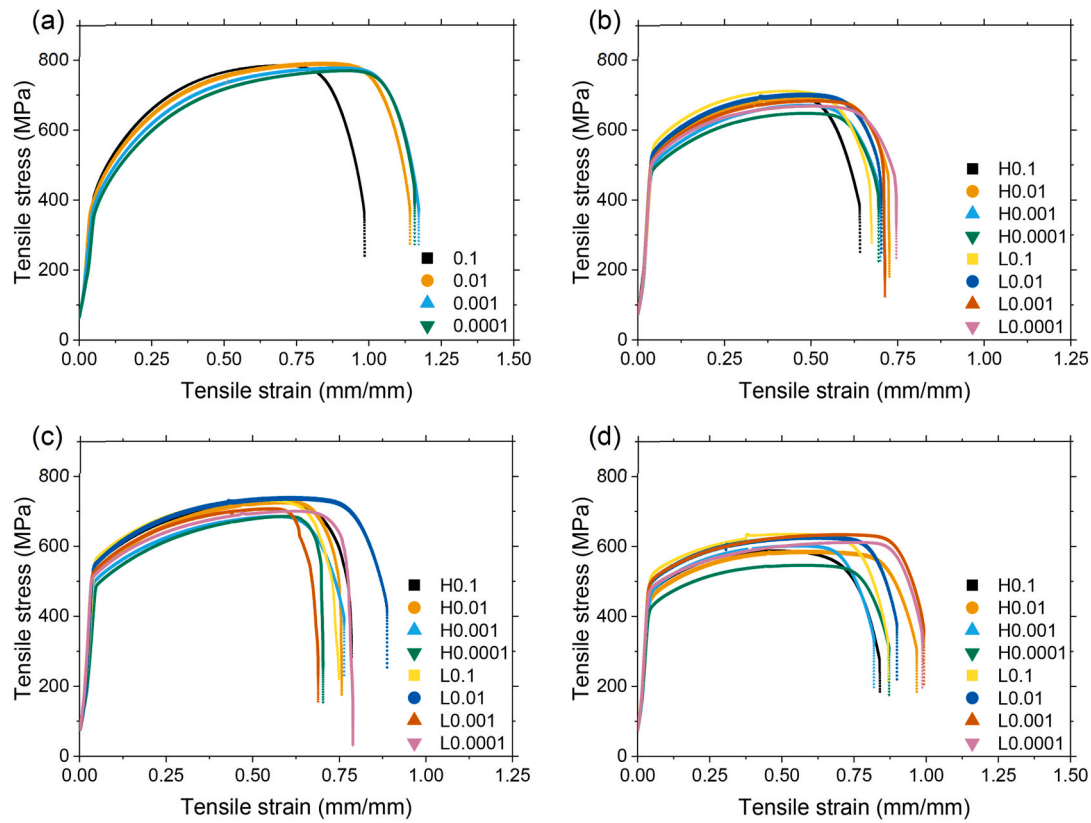 (a)
Tensile stress (MPa)
800
600
400
200
0
0.00 0.25 0.50 0.75 1.00 1.25 1.50
Tensile strain (mm/mm)
0.1
0.01
0.001
0.0001
(b)
Tensile stress (MPa)
800
600
400
200
0
0.00 0.25 0.50 0.75 1.00 1.25
Tensile strain (mm/mm)
H0.1
H0.01
H0.001
H0.0001
L0.1
L0.01
L0.001
L0.0001
(c)
Tensile stress (MPa)
800
600
400
200
0
0.00 0.25 0.50 0.75 1.00 1.25
Tensile strain (mm/mm)
H0.1
H0.01
H0.001
H0.0001
L0.1
L0.01
L0.001
L0.0001
(d)
Tensile stress (MPa)
800
600
400
200
0
0.00 0.25 0.50 0.75 1.00 1.25 1.50
Tensile strain (mm/mm)
H0.1
H0.01
H0.001
H0.0001
L0.1
L0.01
L0.001
L0.0001